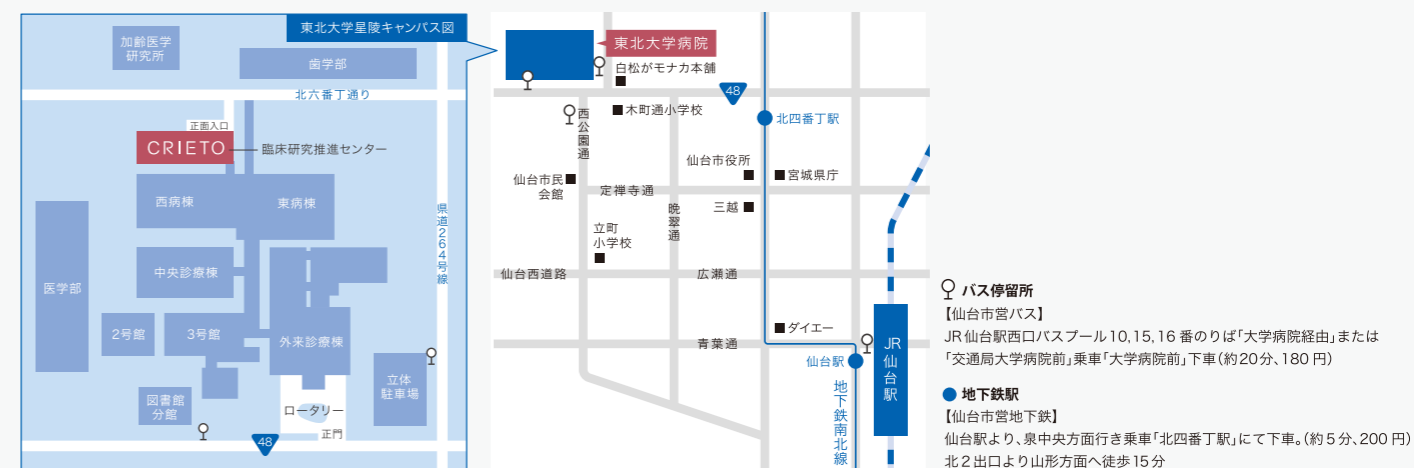 東北大学星陵キャンパス図
加齢医学
研究所
歯学部
北六番丁通り
正面入口
CRIETO
臨床研究推進センター
西病棟
東病棟
県道264号線
中央診療棟
医学部
2号館
3号館
外来診療棟
立体
駐車場
図書館
分館
ロータリー
正門
48
東北大学病院
白松がモナカ本舗
48
木町通小学校
西公園通
北四番丁駅
仙台市役所
宮城県庁
仙台市民
会館
定禅寺通
三越
晩翠通
立町
小学校
仙台西道路
広瀬通
ダイエー
青葉通
仙台駅
JR仙台駅
地下鉄南北線
バス停留所
【仙台市営バス】
JR仙台駅西口バスプール10,15,16番のりば「大学病院経由」または
「交通局大学病院前」乗車「大学病院前」下車(約20分、180円)
地下鉄駅
【仙台市営地下鉄】
仙台駅より、泉中央方面行き乗車「北四番丁駅」にて下車。(約5分、200円)
北2出口より山形方面へ徒歩15分